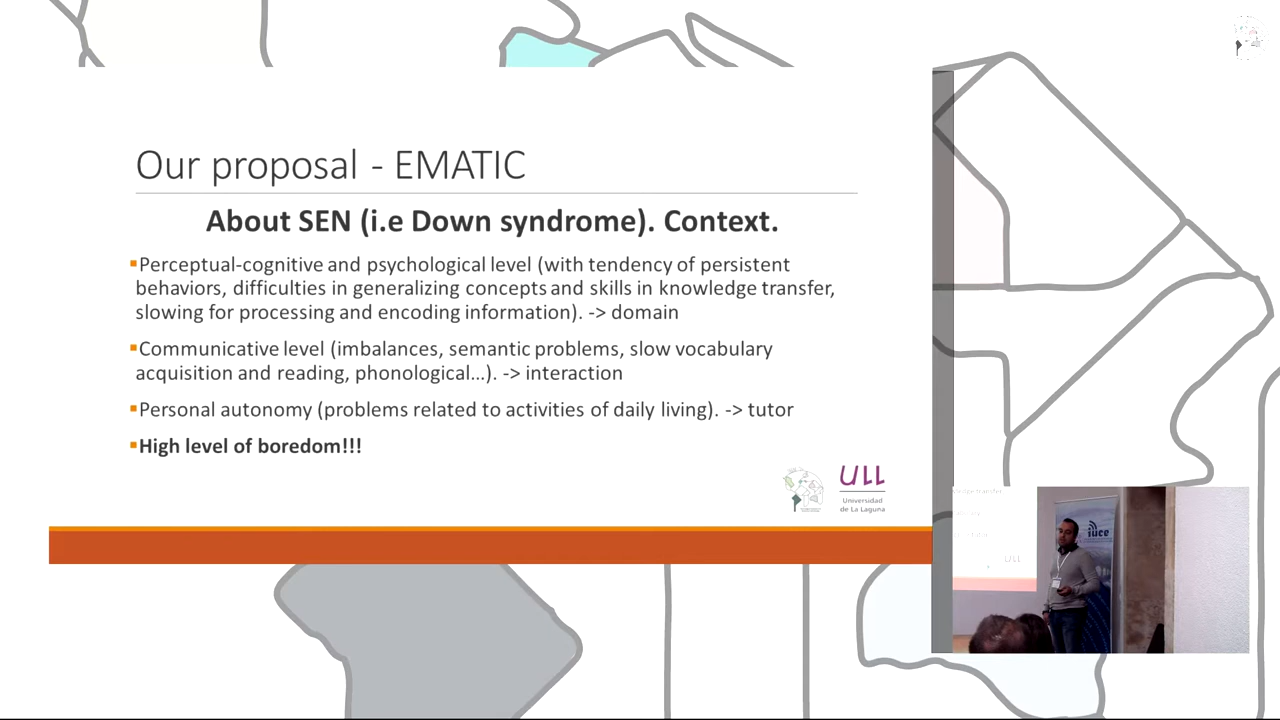 Our proposal - EMATIC
About SEN (i.e Down syndrome). Context.
▪Perceptual-cognitive and psychological level (with tendency of persistent
behaviors, difficulties in generalizing concepts and skills in knowledge transfer,
slowing for processing and encoding information). -> domain
▪Communicative level (imbalances, semantic problems, slow vocabulary
acquisition and reading, phonological...). -> interaction
▪Personal autonomy (problems related to activities of daily living). -> tutor
▪High level of boredom!!!
ULL
Universidad
de La Laguna
iuce
ULL